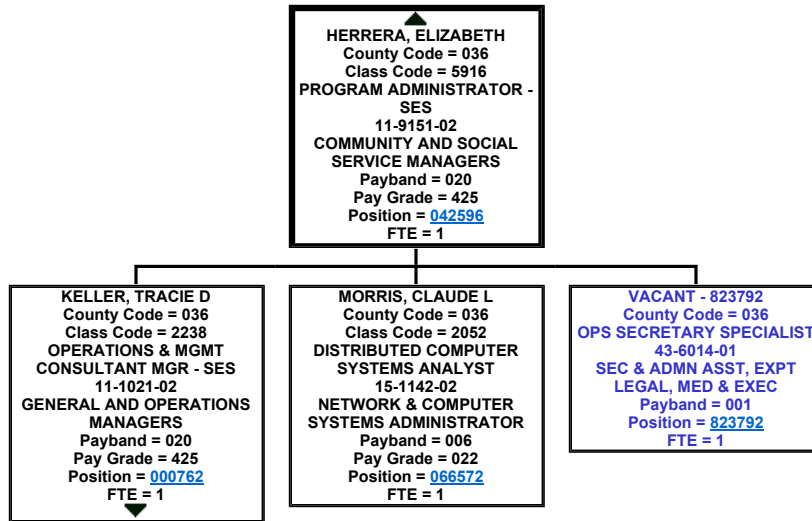 HERRERA, ELIZABETH
County Code = 036
Class Code = 5916
PROGRAM ADMINISTRATOR -
SES
11-9151-02
COMMUNITY AND SOCIAL
SERVICE MANAGERS
Payband = 020
Pay Grade = 425
Position = 042596
FTE = 1
KELLER, TRACIE D
County Code = 036
Class Code = 2238
OPERATIONS & MGMT
CONSULTANT MGR - SES
11-1021-02
GENERAL AND OPERATIONS
MANAGERS
Payband = 020
Pay Grade = 425
Position = 000762
FTE = 1
MORRIS, CLAUDE L
County Code = 036
Class Code = 2052
DISTRIBUTED COMPUTER
SYSTEMS ANALYST
15-1142-02
NETWORK & COMPUTER
SYSTEMS ADMINISTRATOR
Payband = 006
Pay Grade = 022
Position = 066572
FTE = 1
VACANT - 823792
County Code = 036
OPS SECRETARY SPECIALIST
43-6014-01
SEC & ADMN ASST, EXPT
LEGAL, MED & EXEC
Payband = 001
Position = 823792
FTE = 1